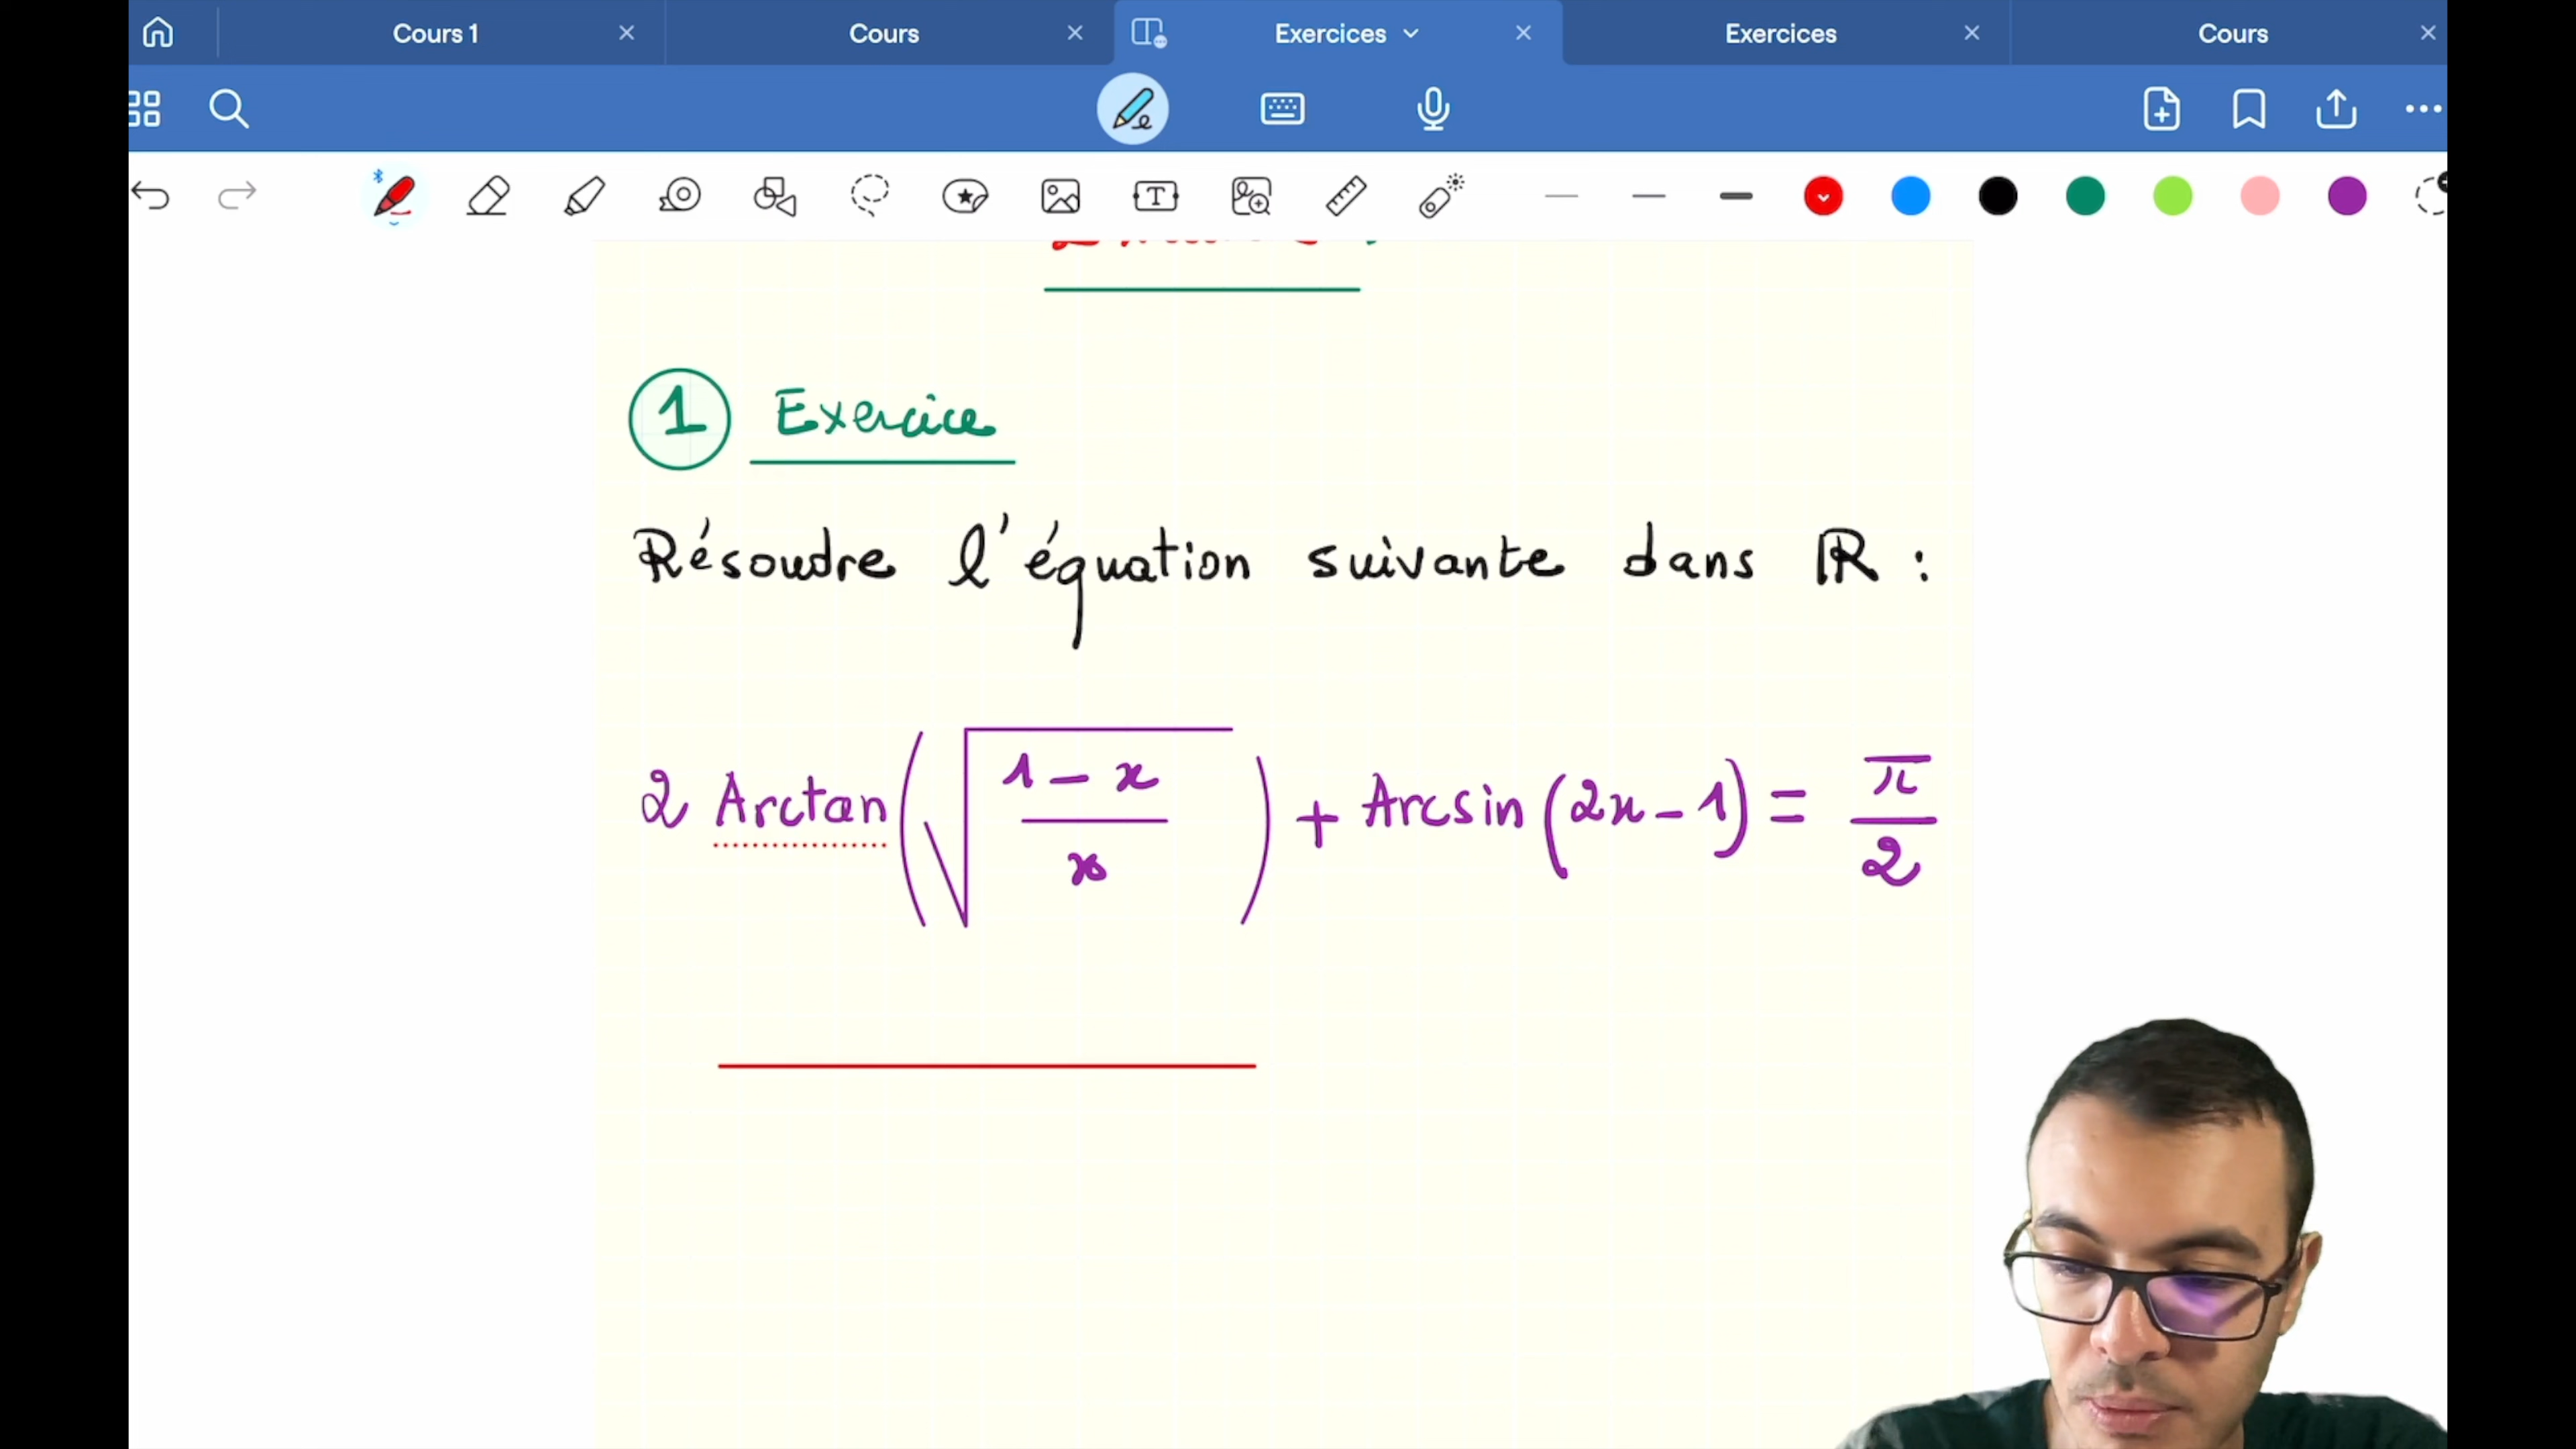 Cours 1
Cours
Exercices
Exercices
Cours
1 Exercice
Résoudre l'équation suivante dans ℝ :
2 Arctan(√((1-x)/x)) + Arcsin(2x-1) = π/2